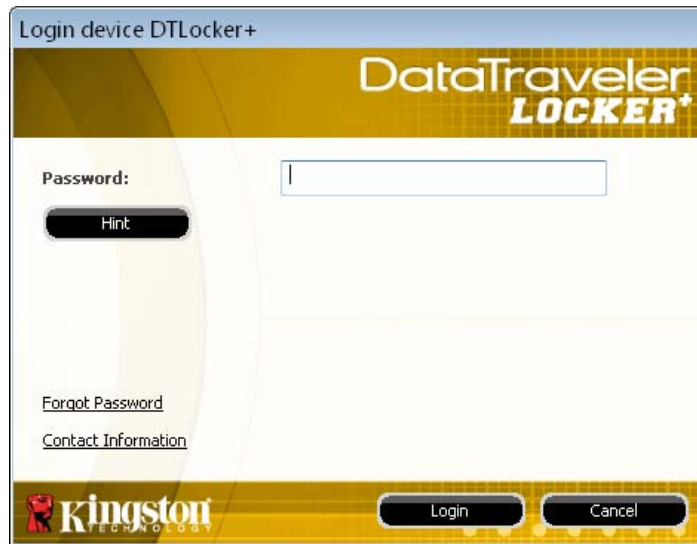 Login device DTLocker+
DataTraveler
LOCKER+
Password:
Hint
Forgot Password
Contact Information
Kingston
TECHNOLOGY
Login
Cancel